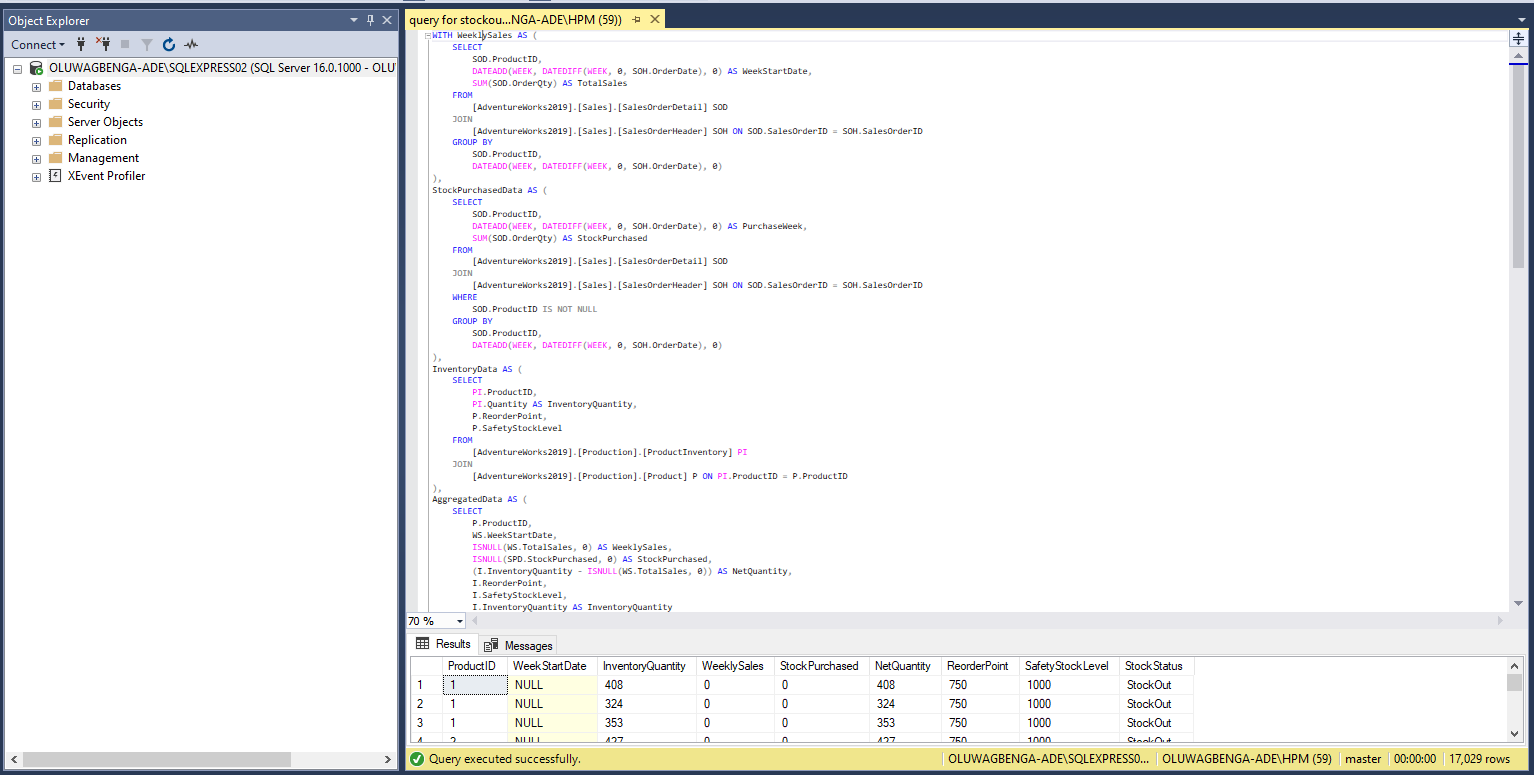 Object Explorer
Connect
OLUWAGBENGA-ADE\SQLEXPRESS02 (SQL Server 16.0.1000 - OLU
Databases
Security
Server Objects
Replication
Management
XEvent Profiler
query for stockou...NGA-ADE\HPM (59))
WITH WeeklySales AS (
SELECT
SOD.ProductID,
DATEADD(WEEK, DATEDIFF(WEEK, 0, SOH.OrderDate), 0) AS WeekStartDate,
SUM(SOD.OrderQty) AS TotalSales
FROM
[AdventureWorks2019].[Sales].[SalesOrderDetail] SOD
JOIN
[AdventureWorks2019].[Sales].[SalesOrderHeader] SOH ON SOD.SalesOrderID = SOH.SalesOrderID
GROUP BY
SOD.ProductID,
DATEADD(WEEK, DATEDIFF(WEEK, 0, SOH.OrderDate), 0)
),
StockPurchasedData AS (
SELECT
SOD.ProductID,
DATEADD(WEEK, DATEDIFF(WEEK, 0, SOH.OrderDate), 0) AS PurchaseWeek,
SUM(SOD.OrderQty) AS StockPurchased
FROM
[AdventureWorks2019].[Sales].[SalesOrderDetail] SOD
JOIN
[AdventureWorks2019].[Sales].[SalesOrderHeader] SOH ON SOD.SalesOrderID = SOH.SalesOrderID
WHERE
SOD.ProductID IS NOT NULL
GROUP BY
SOD.ProductID,
DATEADD(WEEK, DATEDIFF(WEEK, 0, SOH.OrderDate), 0)
),
InventoryData AS (
SELECT
PI.ProductID,
PI.Quantity AS InventoryQuantity,
P.ReorderPoint,
P.SafetyStockLevel
FROM
[AdventureWorks2019].[Production].[ProductInventory] PI
JOIN
[AdventureWorks2019].[Production].[Product] P ON PI.ProductID = P.ProductID
),
AggregatedData AS (
SELECT
P.ProductID,
WS.WeekStartDate,
ISNULL(WS.TotalSales, 0) AS WeeklySales,
ISNULL(SPD.StockPurchased, 0) AS StockPurchased,
(I.InventoryQuantity - ISNULL(WS.TotalSales, 0)) AS NetQuantity,
I.ReorderPoint,
I.SafetyStockLevel,
I.InventoryQuantity AS InventoryQuantity
70 %
Results Messages
ProductID WeekStartDate InventoryQuantity WeeklySales StockPurchased NetQuantity ReorderPoint SafetyStockLevel StockStatus
1 1 NULL 408 0 0 408 750 1000 StockOut
2 1 NULL 324 0 0 324 750 1000 StockOut
3 1 NULL 353 0 0 353 750 1000 StockOut
4 2 NULL 427 0 0 427 750 1000 StockOut
Query executed successfully.
OLUWAGBENGA-ADE\SQLEXPRESS0... OLUWAGBENGA-ADE\HPM (59) master 00:00:00 17,029 rows